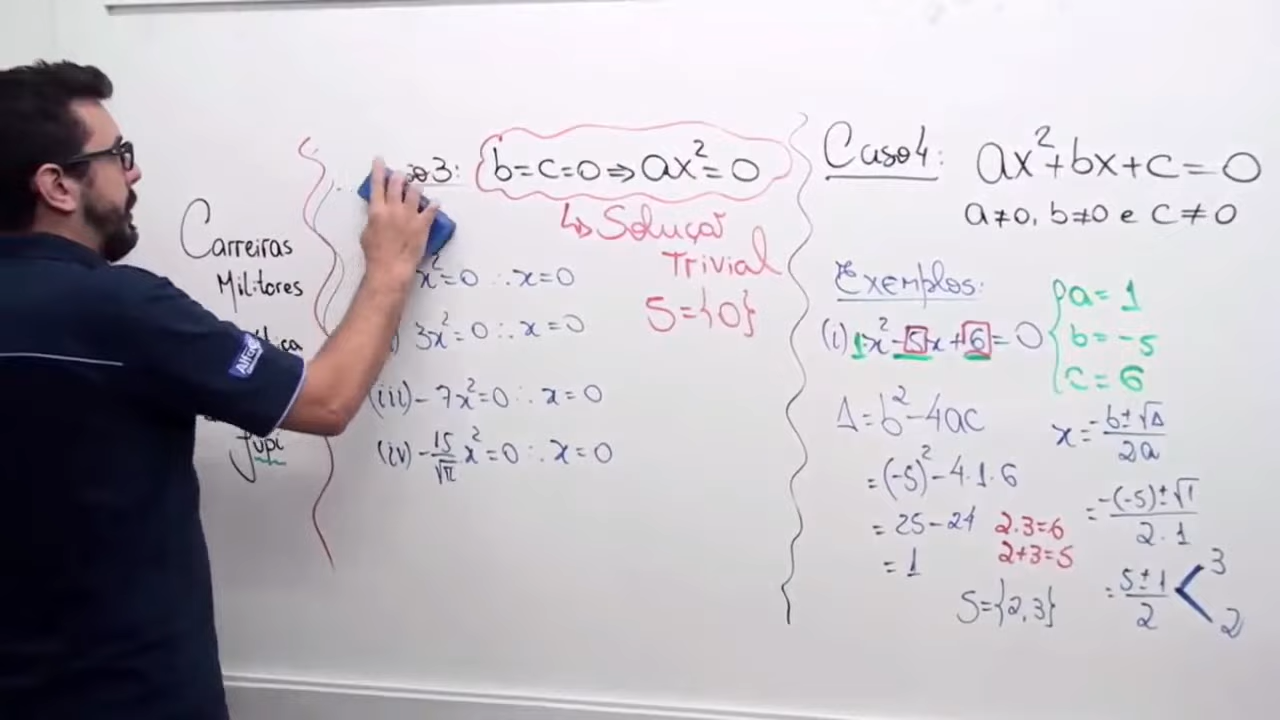 Carreiras
Militares
Jupi
3: b=c=0⇒ax²=0
↳Solução
Trivial
S={0}
x²=0 ∴x=0
3x²=0∴x=0
(iii)-7x²=0∴x=0
(iv)-15/√π x²=0∴x=0
Caso 4: ax²+bx+c=0
a≠0, b≠0 e c≠0
Exemplos:
(i) 1x²-5x+6=0
a=1
b=-5
c=6
Δ=b²-4ac
=(-5)²-4·1·6
=25-24
=1
2.3=6
2+3=5
S={2,3}
x=-b±√Δ/2a
=-(-5)±√1/2·1
=5±1/2
3
2
Alfa